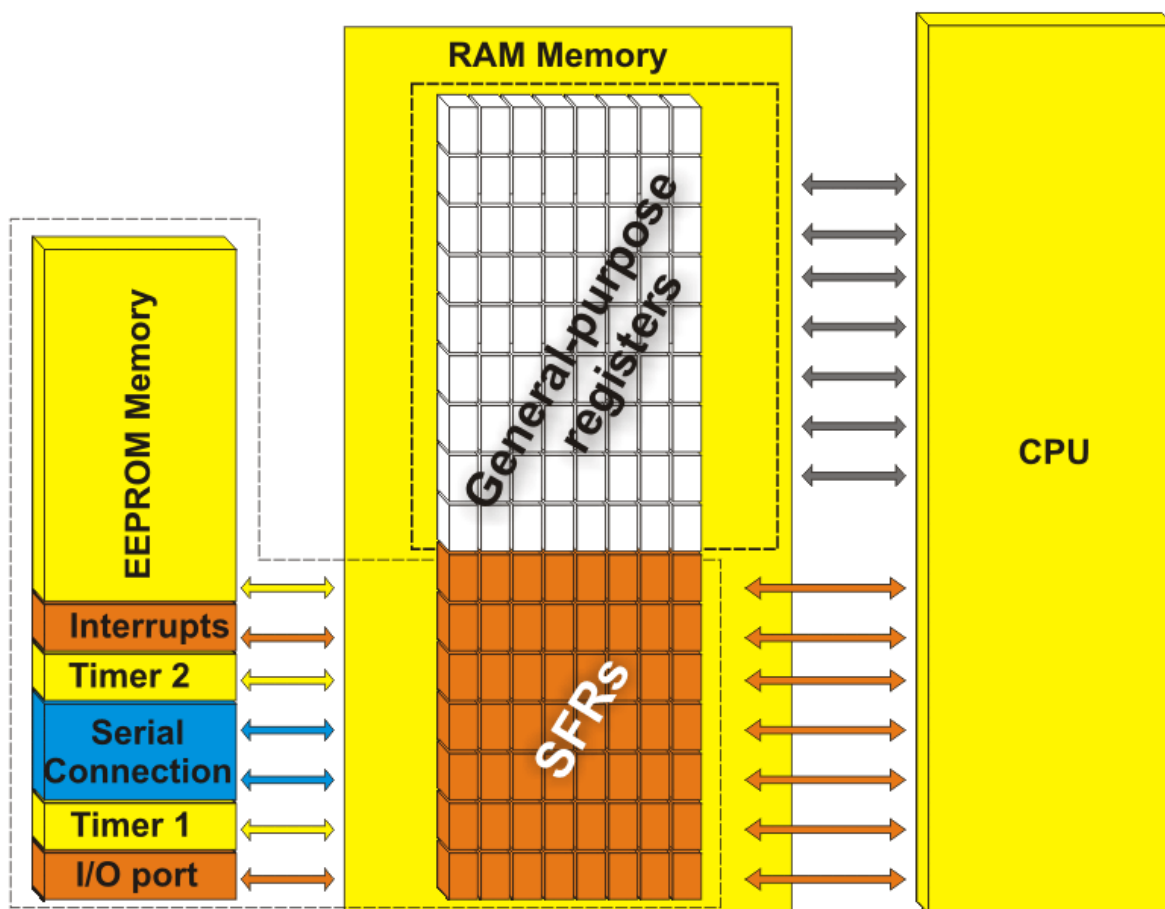 RAM Memory
General-purpose
registers
EEPROM Memory
CPU
Interrupts
Timer 2
Serial
Connection
Timer 1
I/O port
SFRs